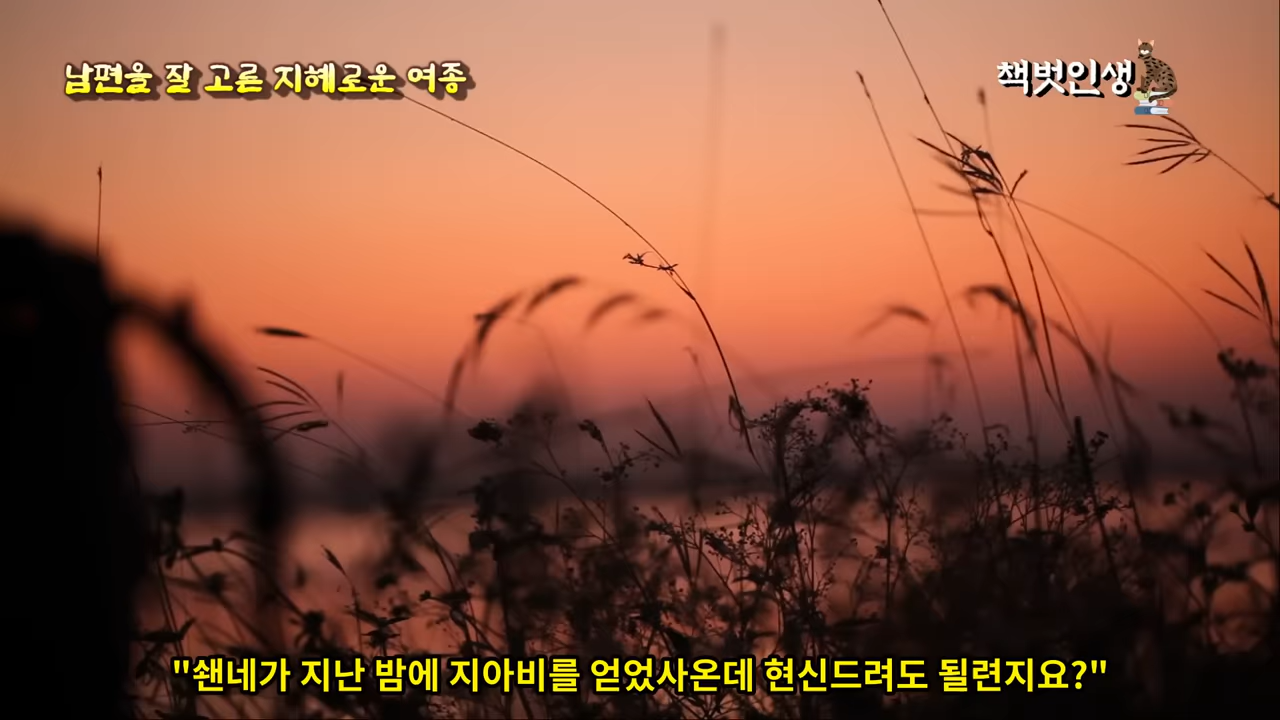 남편을 잘 고른 지혜로운 여종
책벗인생
"쇈네가 지난 밤에 지아비를 얻었사온데 현신드려도 될련지요?"